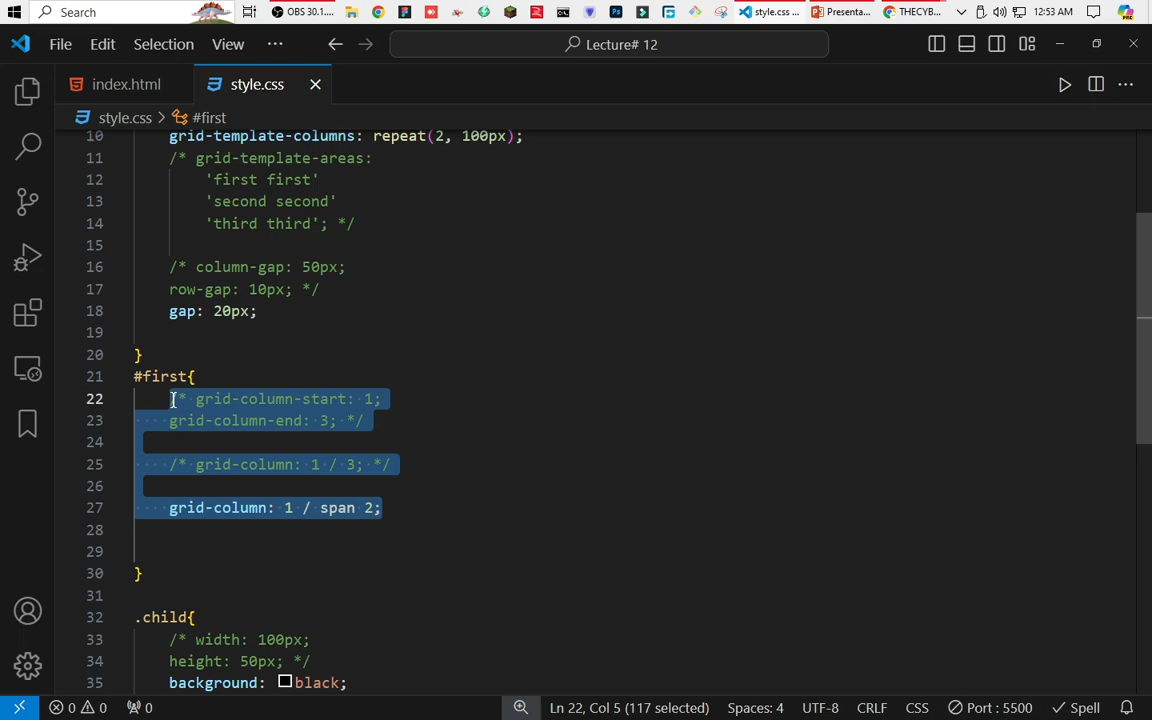 Search
OBS 30.1....
style.css ...
Presenta...
THECYB...
12:53 AM
PRE
File Edit Selection View ···
Lecture# 12
index.html
style.css
style.css > #first
10 grid-template-columns: repeat(2, 100px);
11 /* grid-template-areas:
12 'first first'
13 'second second'
14 'third third'; */
15
16 /* column-gap: 50px;
17 row-gap: 10px; */
18 gap: 20px;
19
20 }
21 #first{
22 /* grid-column-start: 1;
23 grid-column-end: 3; */
24
25 /* grid-column: 1 / 3; */
26
27 grid-column: 1 / span 2;
28
29
30 }
31
32 .child{
33 /* width: 100px;
34 height: 50px; */
35 background: black;
0 0 0 Ln 22, Col 5 (117 selected) Spaces: 4 UTF-8 CRLF CSS Port : 5500 Spell